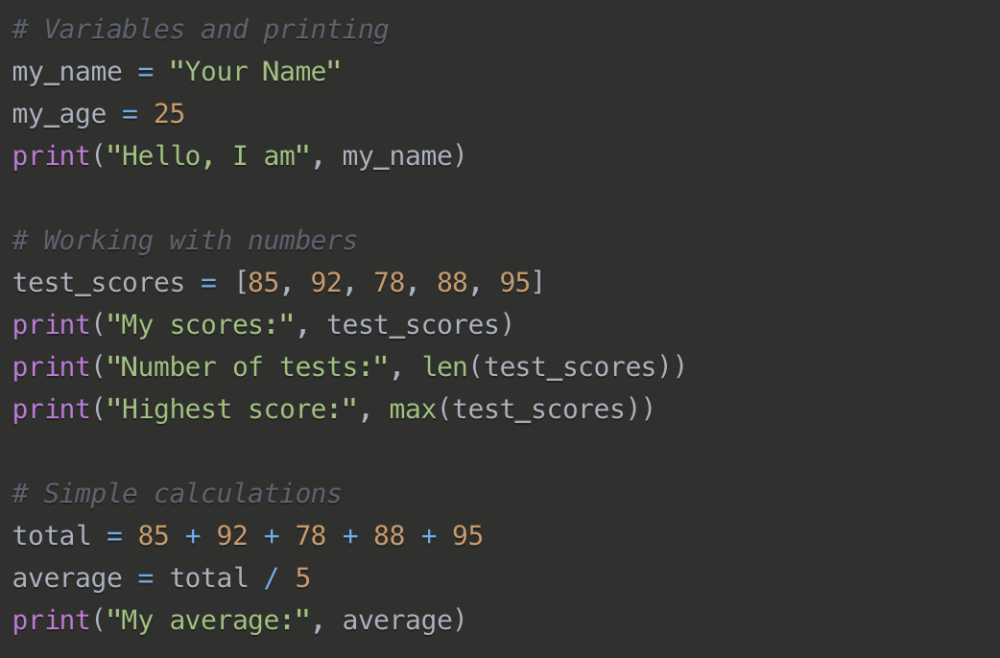 # Variables and printing
my_name = "Your Name"
my_age = 25
print("Hello, I am", my_name)
# Working with numbers
test_scores = [85, 92, 78, 88, 95]
print("My scores:", test_scores)
print("Number of tests:", len(test_scores))
print("Highest score:", max(test_scores))
# Simple calculations
total = 85 + 92 + 78 + 88 + 95
average = total / 5
print("My average:", average)